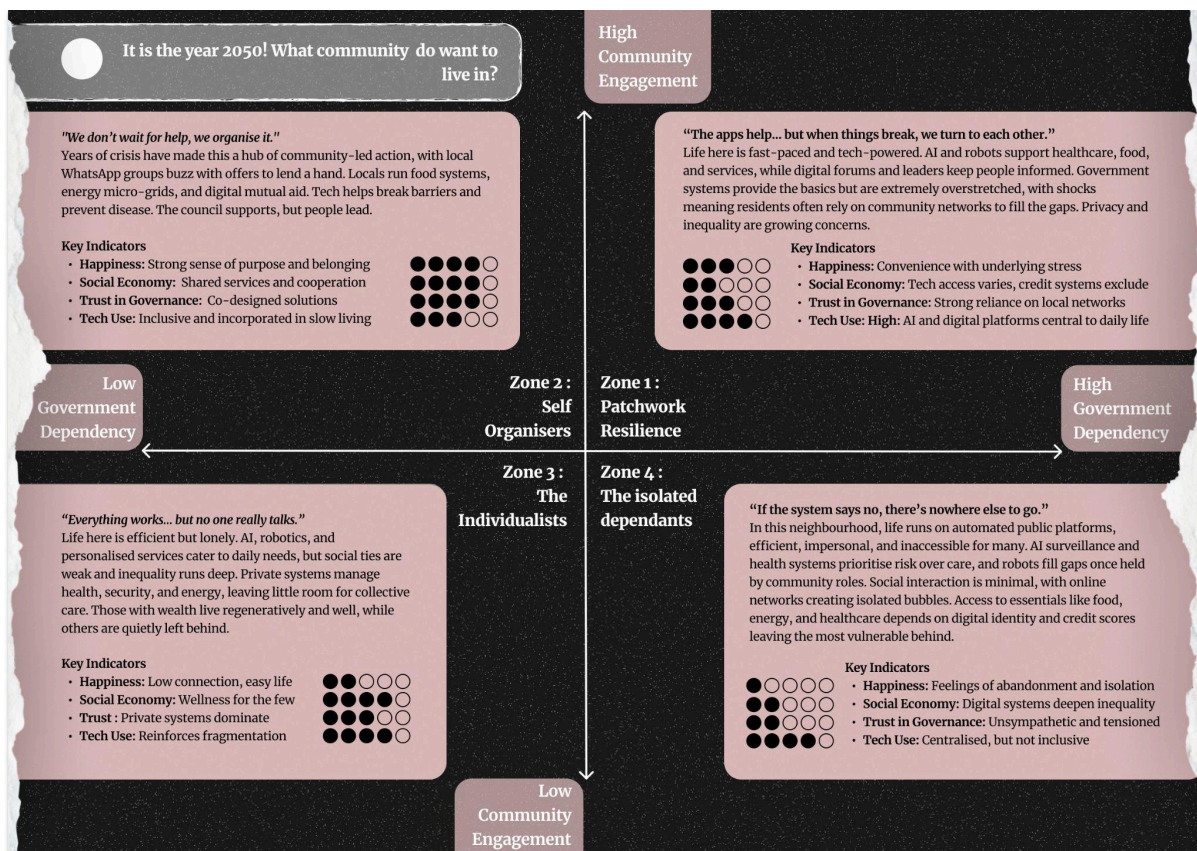 It is the year 2050! What community do want to
live in?
High
Community
Engagement
"We don't wait for help, we organise it."
Years of crisis have made this a hub of community-led action, with local
WhatsApp groups buzz with offers to lend a hand. Locals run food systems,
energy micro-grids, and digital mutual aid. Tech helps break barriers and
prevent disease. The council supports, but people lead.
Key Indicators
• Happiness: Strong sense of purpose and belonging
• Social Economy: Shared services and cooperation
• Trust in Governance: Co-designed solutions
• Tech Use: Inclusive and incorporated in slow living
“The apps help... but when things break, we turn to each other.”
Life here is fast-paced and tech-powered. AI and robots support healthcare, food,
and services, while digital forums and leaders keep people informed. Government
systems provide the basics but are extremely overstretched, with shocks
meaning residents often rely on community networks to fill the gaps. Privacy and
inequality are growing concerns.
Key Indicators
• Happiness: Convenience with underlying stress
• Social Economy: Tech access varies, credit systems exclude
• Trust in Governance: Strong reliance on local networks
• Tech Use: High: AI and digital platforms central to daily life
Low
Government
Dependency
Zone 2 :
Self
Organisers
Zone 1 :
Patchwork
Resilience
High
Government
Dependency
Zone 3 :
The
Individualists
Zone 4 :
The isolated
dependants
“Everything works... but no one really talks.”
Life here is efficient but lonely. AI, robotics, and
personalised services cater to daily needs, but social ties are
weak and inequality runs deep. Private systems manage
health, security, and energy, leaving little room for collective
care. Those with wealth live regeneratively and well, while
others are quietly left behind.
Key Indicators
• Happiness: Low connection, easy life
• Social Economy: Wellness for the few
• Trust : Private systems dominate
• Tech Use: Reinforces fragmentation
“If the system says no, there’s nowhere else to go.”
In this neighbourhood, life runs on automated public platforms,
efficient, impersonal, and inaccessible for many. AI surveillance and
health systems prioritise risk over care, and robots fill gaps once held
by community roles. Social interaction is minimal, with online
networks creating isolated bubbles. Access to essentials like food,
energy, and healthcare depends on digital identity and credit scores
leaving the most vulnerable behind.
Key Indicators
• Happiness: Feelings of abandonment and isolation
• Social Economy: Digital systems deepen inequality
• Trust in Governance: Unsympathetic and tensioned
• Tech Use: Centralised, but not inclusive
Low
Community
Engagement